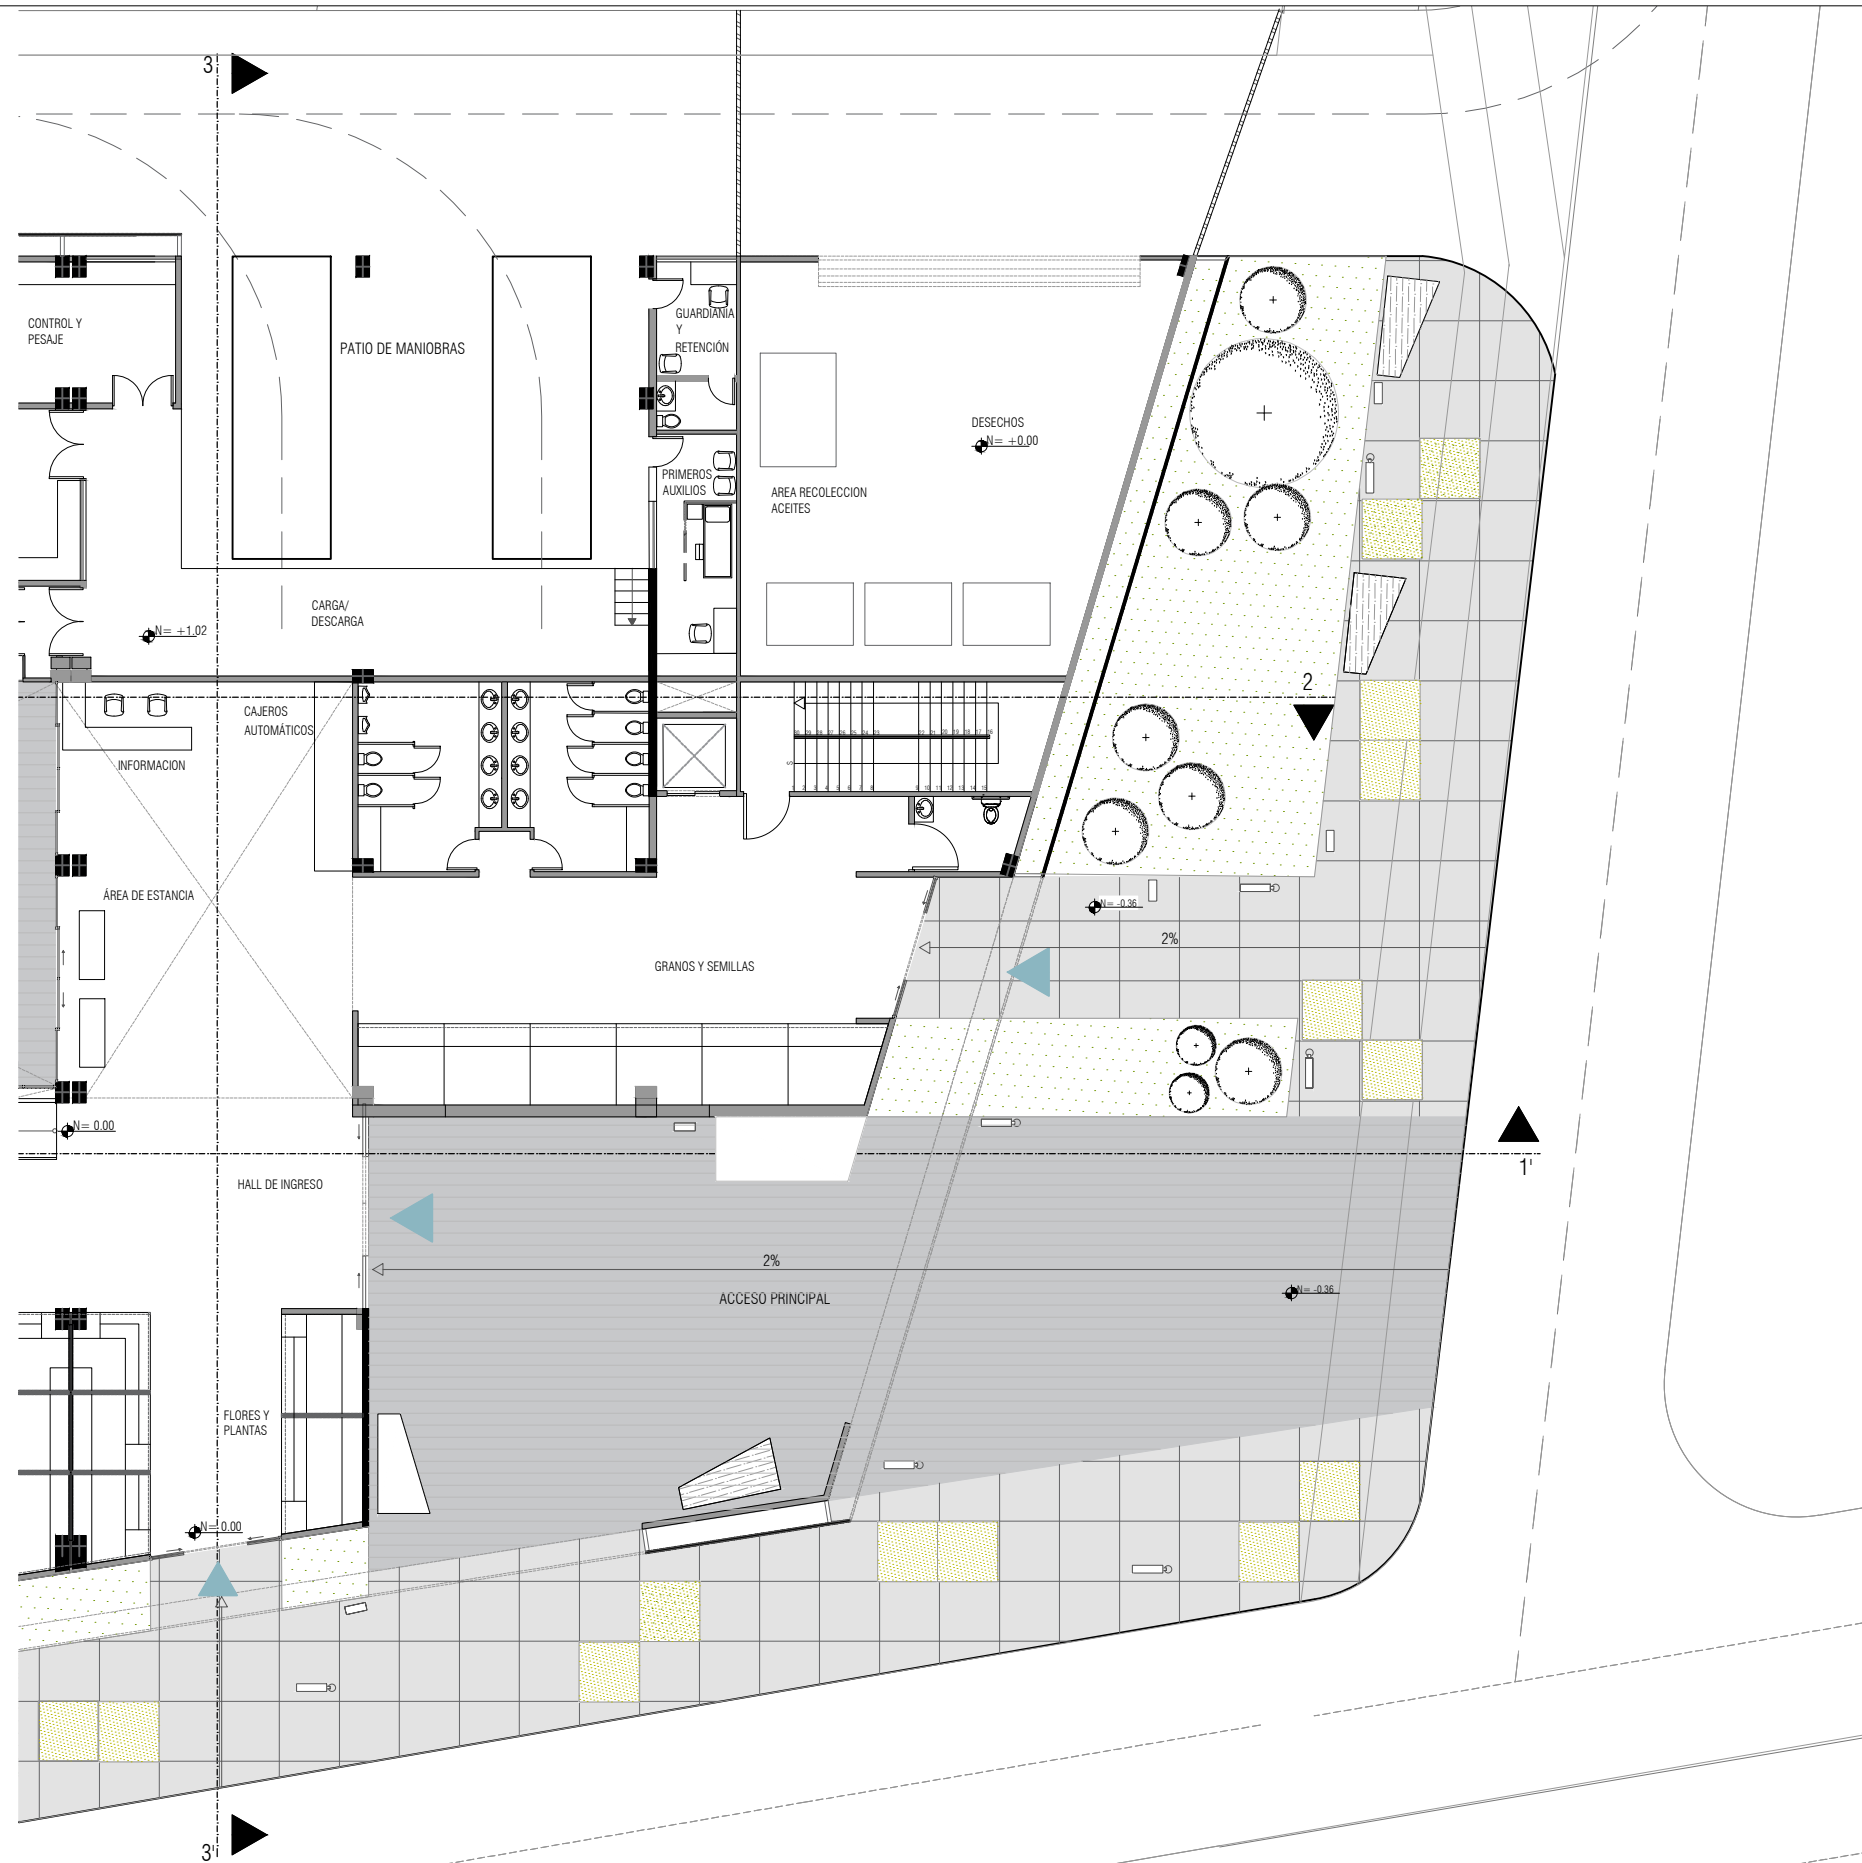 3
CONTROL Y
PESAJE
PATIO DE MANIOBRAS
GUARDIANIA
Y
RETENCIÓN
DESECHOS
N= +0.00
PRIMEROS
AUXILIOS
AREA RECOLECCION
ACEITES
CARGA/
DESCARGA
N= +1.02
2
CAJEROS
AUTOMÁTICOS
INFORMACION
S
ÁREA DE ESTANCIA
N= -0.36
2%
GRANOS Y SEMILLAS
N= 0.00
1'
HALL DE INGRESO
2%
N= -0.36
ACCESO PRINCIPAL
FLORES Y
PLANTAS
N= 0.00
3'